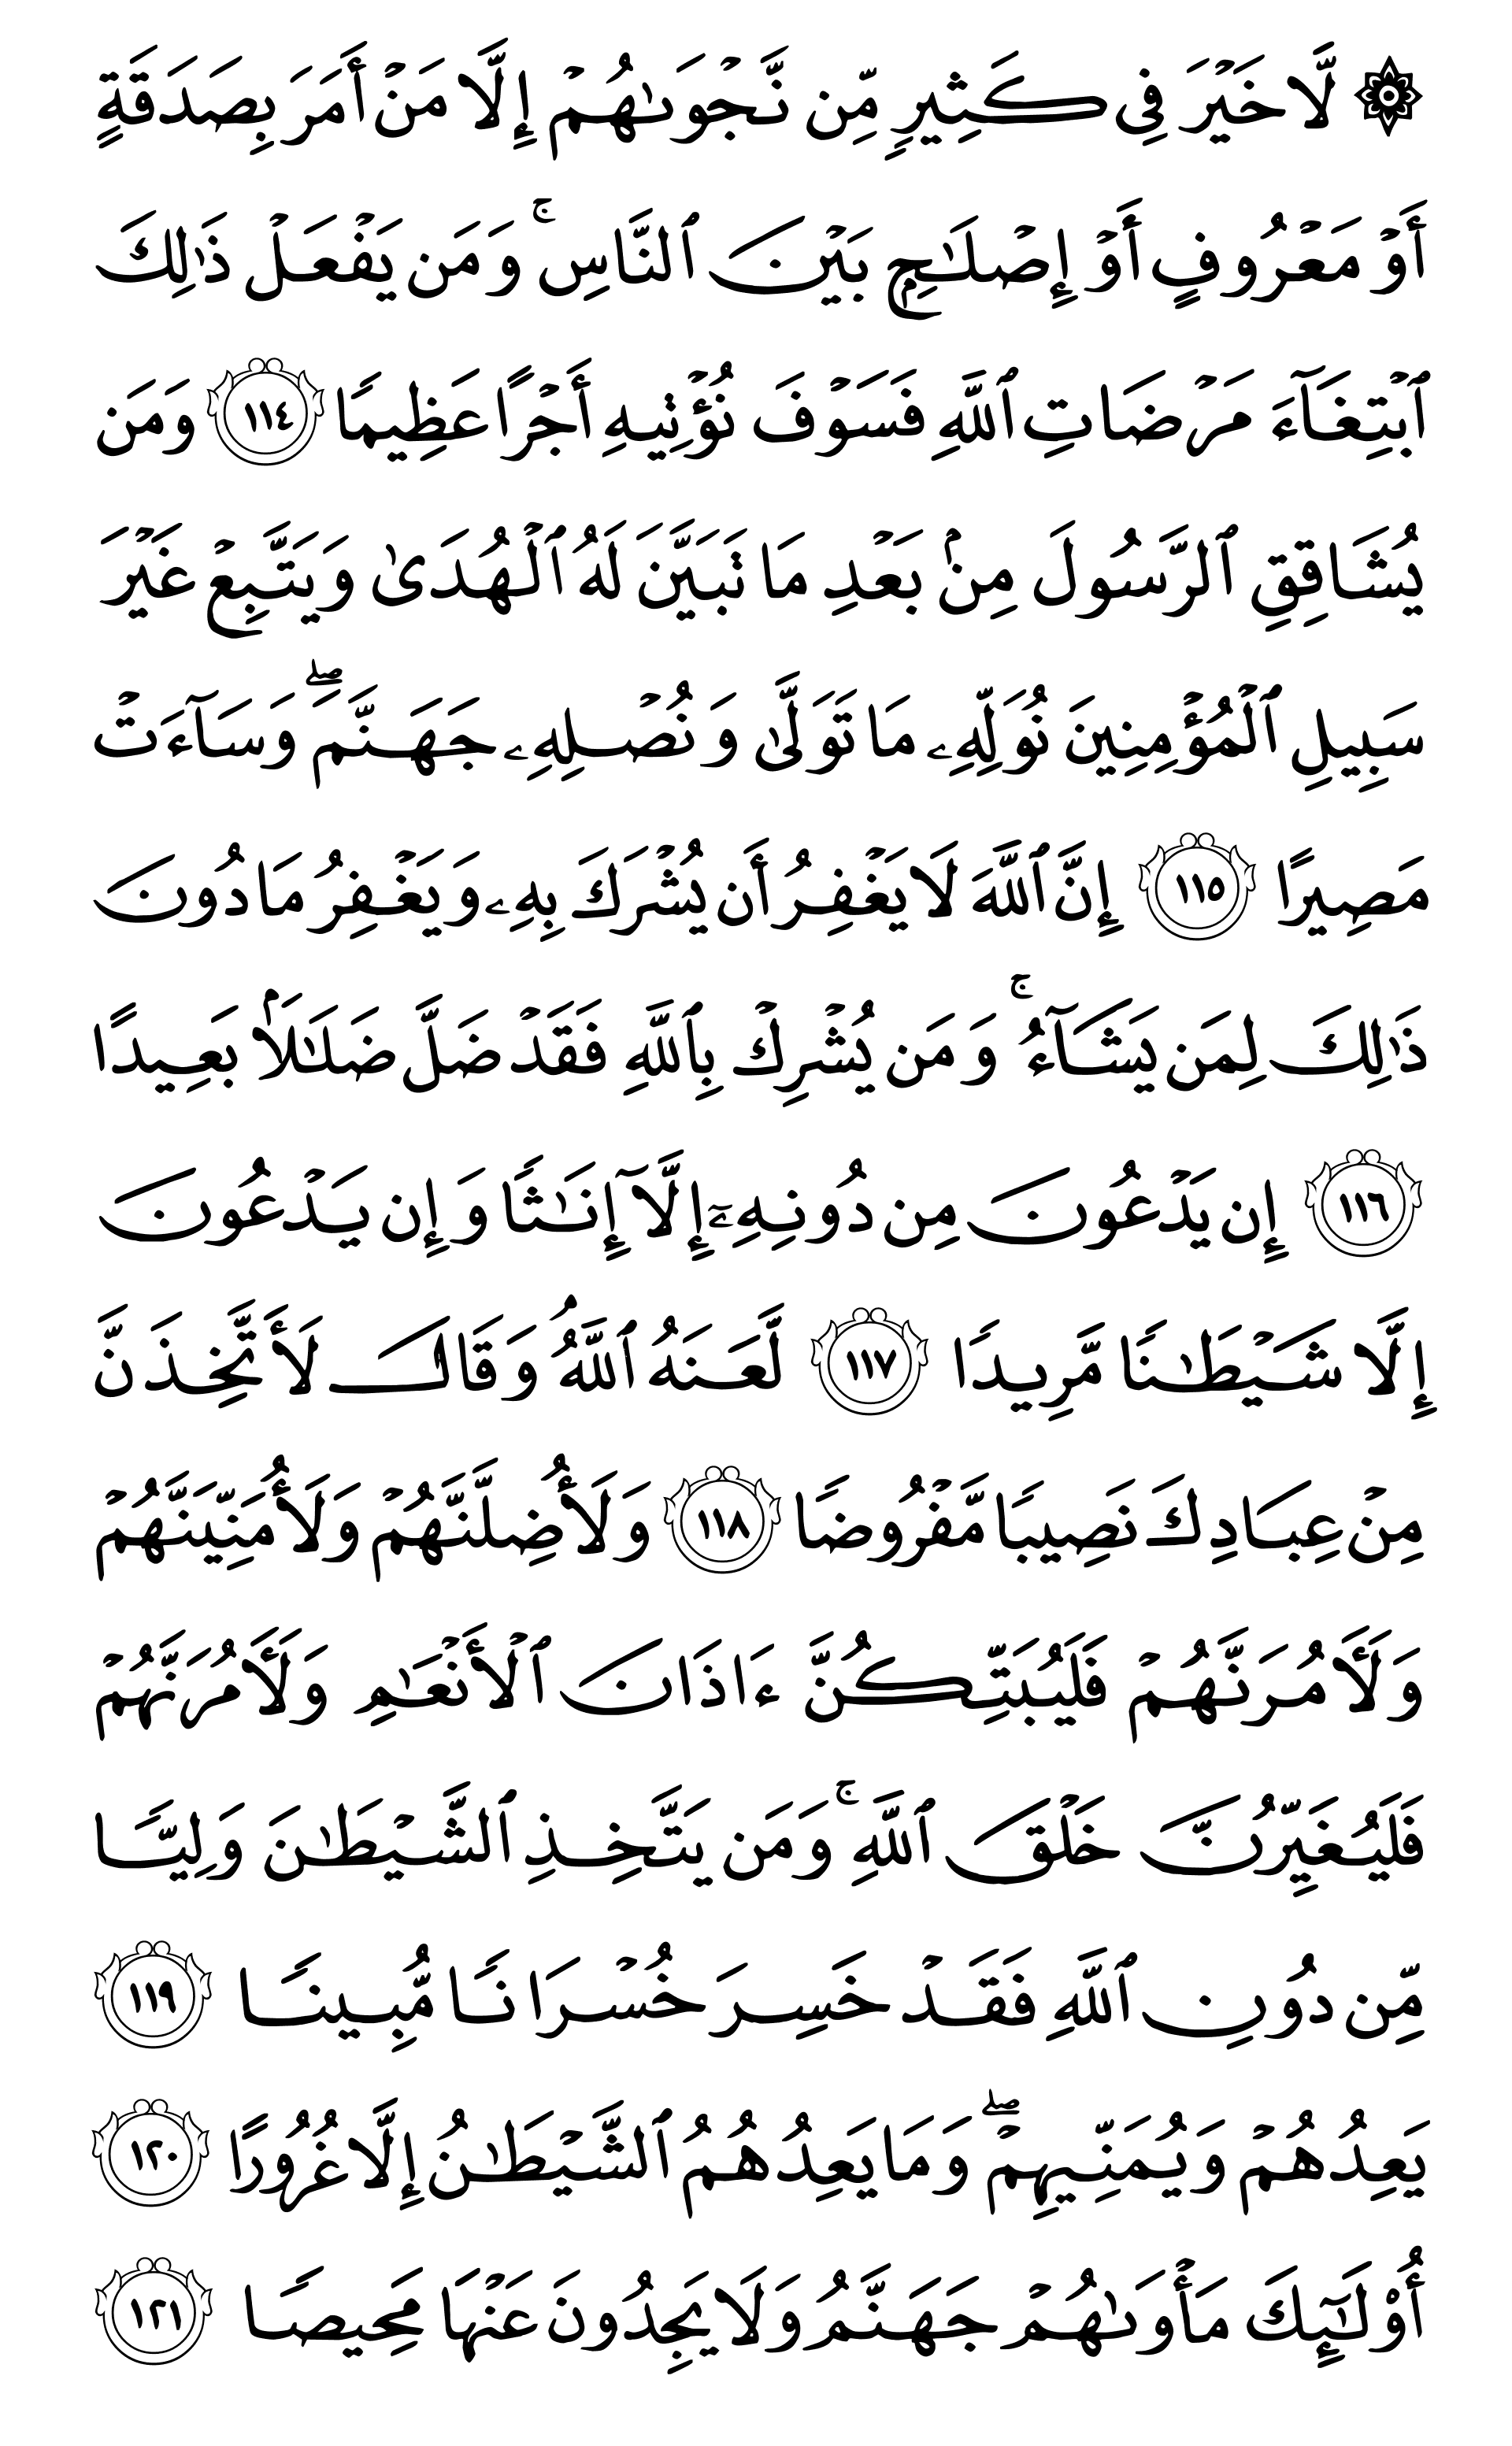 ۞ لَّا خَيْرَ فِى كَثِيرٍ مِّن نَّجْوَىٰهُمْ إِلَّا مَنْ أَمَرَ بِصَدَقَةٍ
أَوْ مَعْرُوفٍ أَوْ إِصْلَٰحٍۭ بَيْنَ ٱلنَّاسِ ۚ وَمَن يَفْعَلْ ذَٰلِكَ
ٱبْتِغَآءَ مَرْضَاتِ ٱللَّهِ فَسَوْفَ نُؤْتِيهِ أَجْرًا عَظِيمًا ١١٤ وَمَن
يُشَاقِقِ ٱلرَّسُولَ مِنۢ بَعْدِ مَا تَبَيَّنَ لَهُ ٱلْهُدَىٰ وَيَتَّبِعْ غَيْرَ
سَبِيلِ ٱلْمُؤْمِنِينَ نُوَلِّهِۦ مَا تَوَلَّىٰ وَنُصْلِهِۦ جَهَنَّمَ ۖ وَسَآءَتْ
مَصِيرًا ١١٥ إِنَّ ٱللَّهَ لَا يَغْفِرُ أَن يُشْرَكَ بِهِۦ وَيَغْفِرُ مَا دُونَ
ذَٰلِكَ لِمَن يَشَآءُ ۚ وَمَن يُشْرِكْ بِٱللَّهِ فَقَدْ ضَلَّ ضَلَٰلًۢا بَعِيدًا
١١٦ إِن يَدْعُونَ مِن دُونِهِۦٓ إِلَّآ إِنَٰثًا وَإِن يَدْعُونَ
إِلَّا شَيْطَٰنًا مَّرِيدًا ١١٧ لَّعَنَهُ ٱللَّهُ ۘ وَقَالَ لَأَتَّخِذَنَّ
مِنْ عِبَادِكَ نَصِيبًا مَّفْرُوضًا ١١٨ وَلَأُضِلَّنَّهُمْ وَلَأُمَنِّيَنَّهُمْ
وَلَءَامُرَنَّهُمْ فَلَيُبَتِّكُنَّ ءَاذَانَ ٱلْأَنْعَٰمِ وَلَءَامُرَنَّهُمْ
فَلَيُغَيِّرُنَّ خَلْقَ ٱللَّهِ ۚ وَمَن يَتَّخِذِ ٱلشَّيْطَٰنَ وَلِيًّا
مِّن دُونِ ٱللَّهِ فَقَدْ خَسِرَ خُسْرَانًا مُّبِينًا ١١٩
يَعِدُهُمْ وَيُمَنِّيهِمْ ۖ وَمَا يَعِدُهُمُ ٱلشَّيْطَٰنُ إِلَّا غُرُورًا ١٢٠
أُو۟لَٰٓئِكَ مَأْوَىٰهُمْ جَهَنَّمُ وَلَا يَجِدُونَ عَنْهَا مَحِيصًا ١٢١